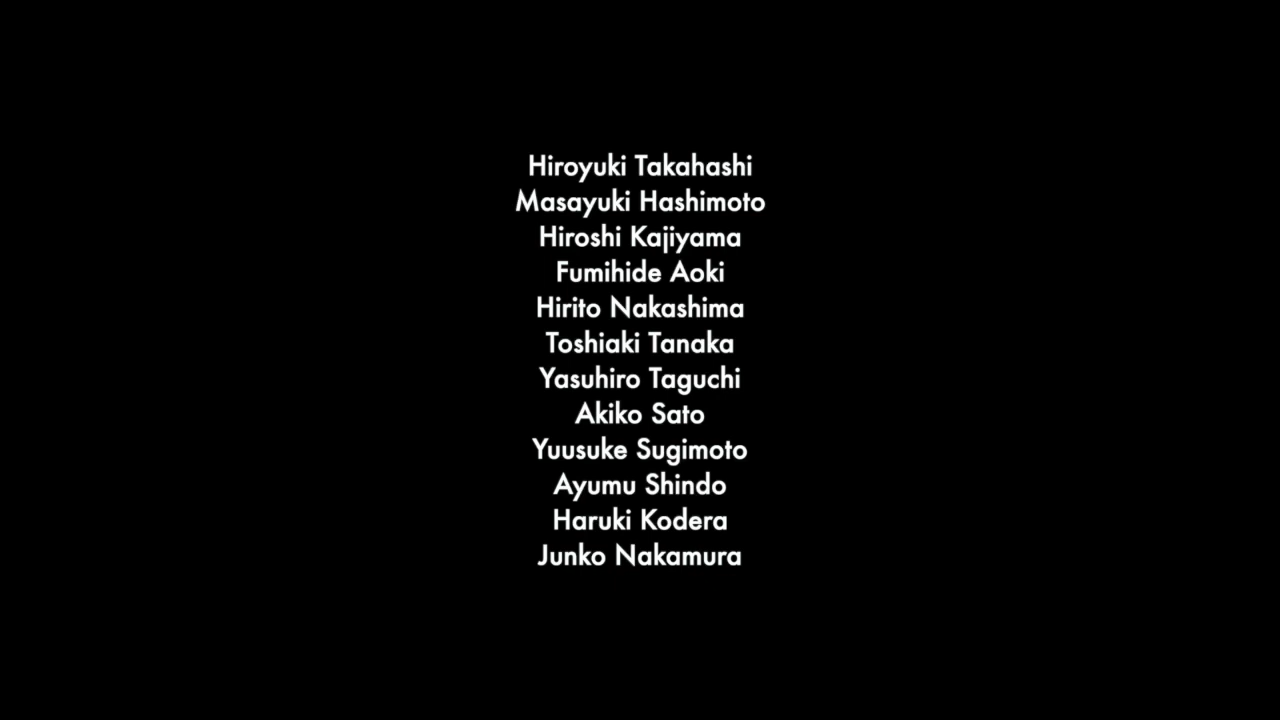 Hiroyuki Takahashi
Masayuki Hashimoto
Hiroshi Kajiyama
Fumihide Aoki
Hirito Nakashima
Toshiaki Tanaka
Yasuhiro Taguchi
Akiko Sato
Yuusuke Sugimoto
Ayumu Shindo
Haruki Kodera
Junko Nakamura